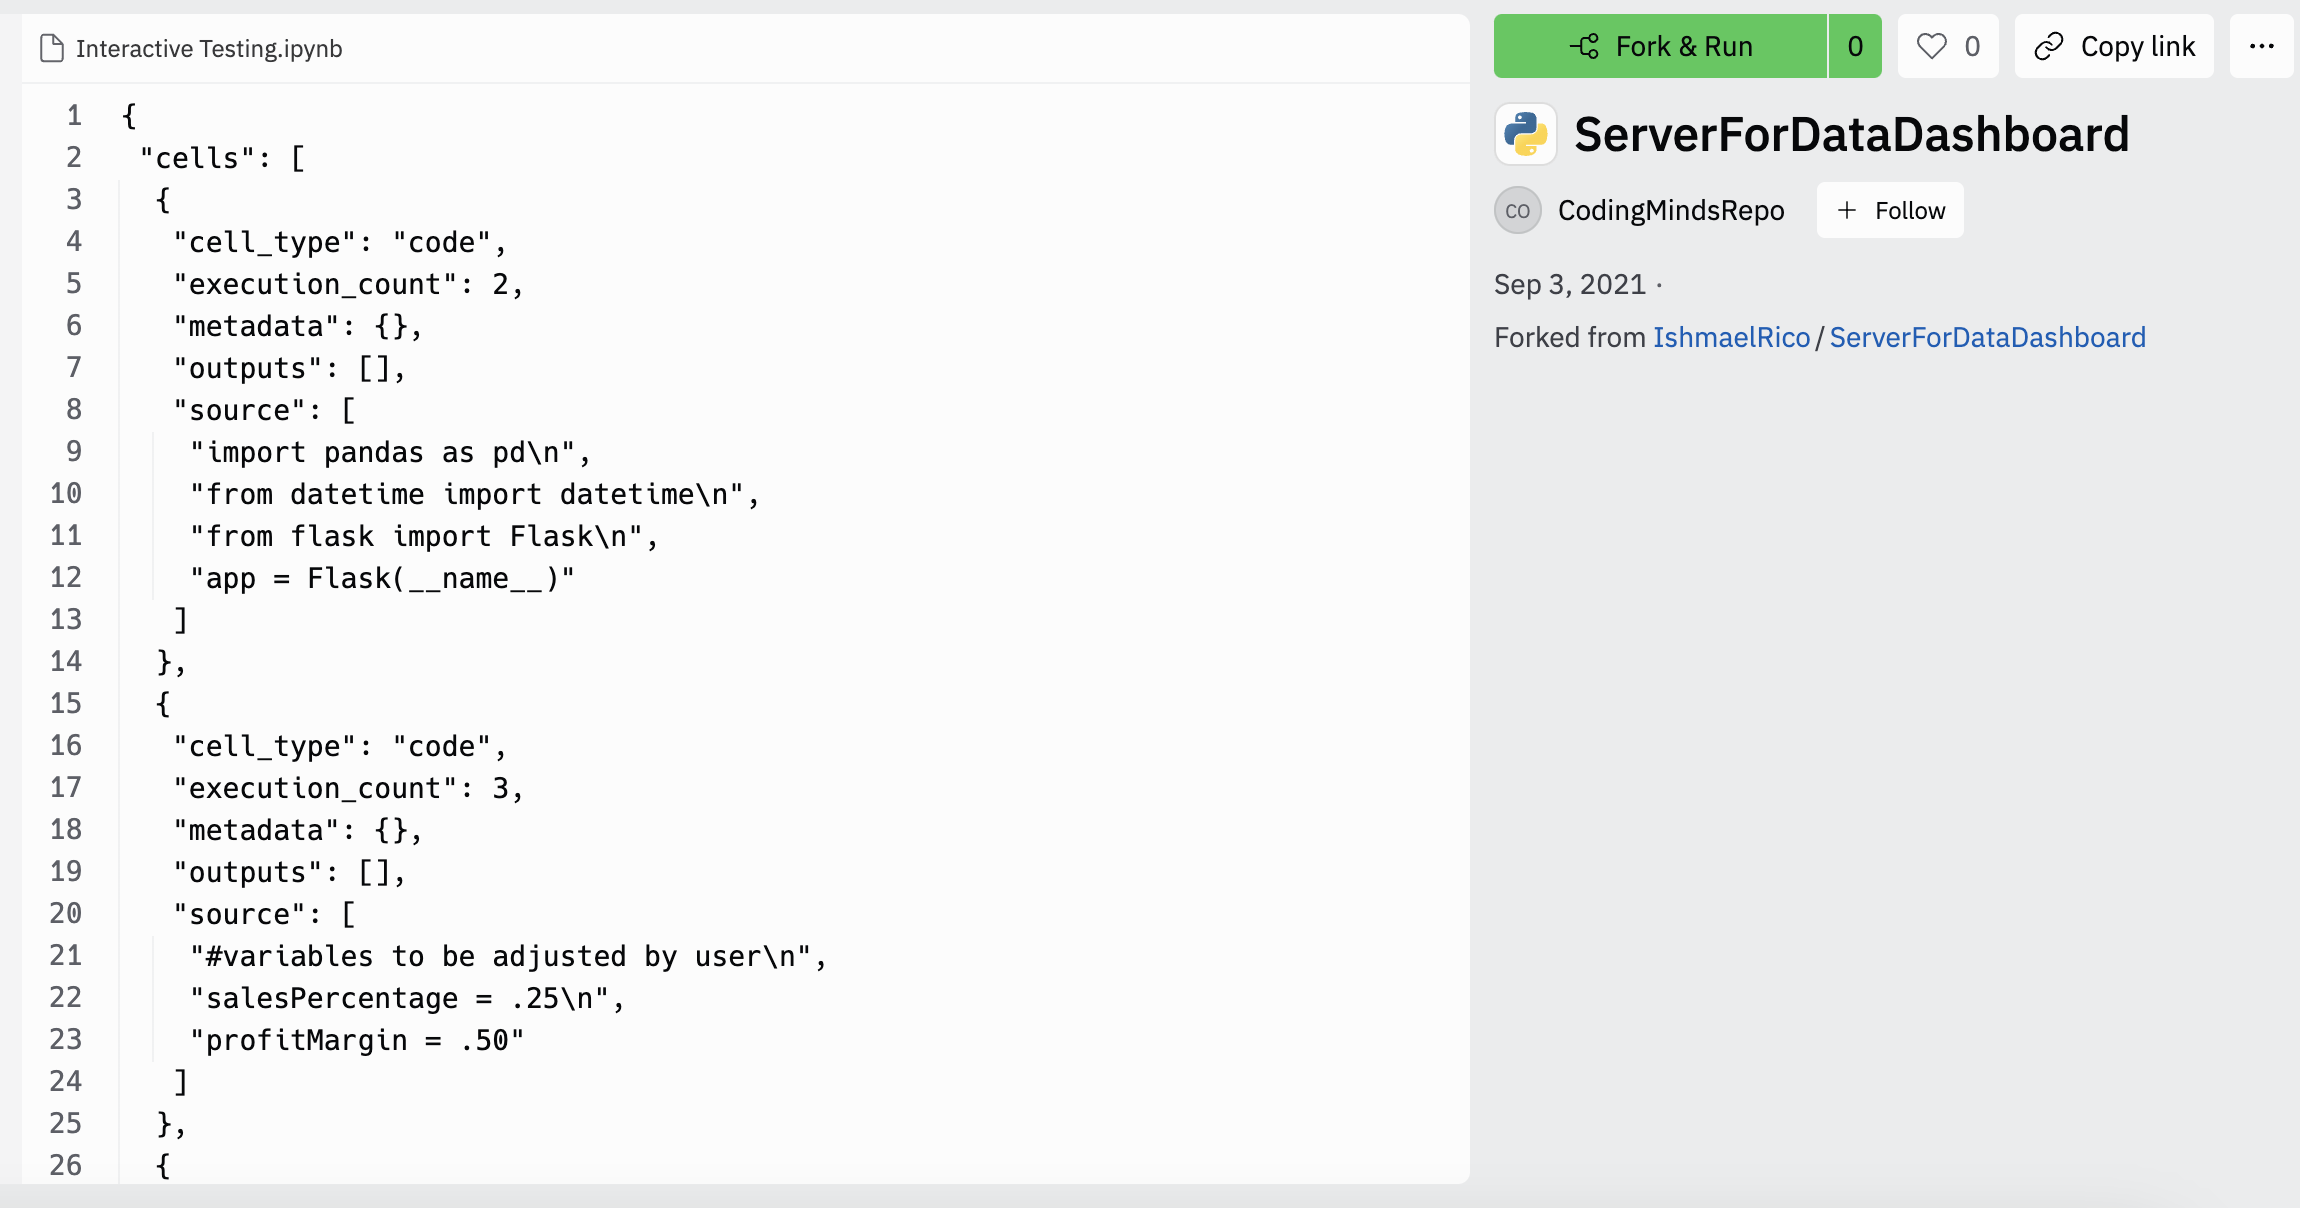 Interactive Testing.ipynb
1 {
2  "cells": [
3   {
4    "cell_type": "code",
5    "execution_count": 2,
6    "metadata": {},
7    "outputs": [],
8    "source": [
9     "import pandas as pd\n",
10     "from datetime import datetime\n",
11     "from flask import Flask\n",
12     "app = Flask(__name__)"
13    ]
14   },
15   {
16    "cell_type": "code",
17    "execution_count": 3,
18    "metadata": {},
19    "outputs": [],
20    "source": [
21     "#variables to be adjusted by user\n",
22     "salesPercentage = .25\n",
23     "profitMargin = .50"
24    ]
25   },
26   {
Fork & Run 0 0 Copy link ...
ServerForDataDashboard
CO CodingMindsRepo + Follow
Sep 3, 2021 ·
Forked from IshmaelRico/ServerForDataDashboard